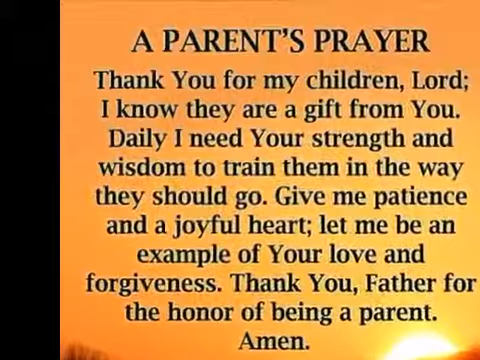 A PARENT'S PRAYER
Thank You for my children, Lord;
I know they are a gift from You.
Daily I need Your strength and
wisdom to train them in the way
they should go. Give me patience
and a joyful heart; let me be an
example of Your love and
forgiveness. Thank You, Father for
the honor of being a parent.
Amen.